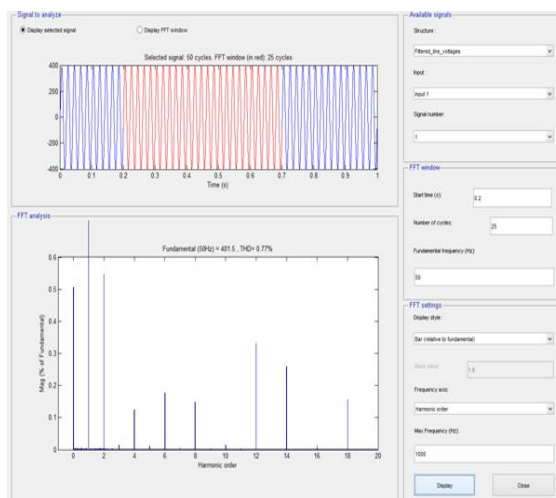 Signal to analyze
Display selected signal
Display FFT window
Selected signal: 50 cycles. FFT window (in red): 25 cycles
400
200
0
-200
-400
0 0.1 0.2 0.3 0.4 0.5 0.6 0.7 0.8 0.9 1
Time (s)
FFT analysis
Fundamental (50Hz) = 401.5 , THD= 0.77%
0.6
0.5
0.4
0.3
0.2
0.1
0
0 2 4 6 8 10 12 14 16 18 20
Harmonic order
Mag (% of Fundamental)
Available signals
Structure :
Filtered_line_voltages
Input :
input 1
Signal number:
1
FFT window
Start time (s):
0.2
Number of cycles:
25
Fundamental frequency (Hz):
50
FFT settings
Display style :
Bar (relative to fundamental)
Base value:
1.0
Frequency axis:
Harmonic order
Max Frequency (Hz):
1000
Display
Close